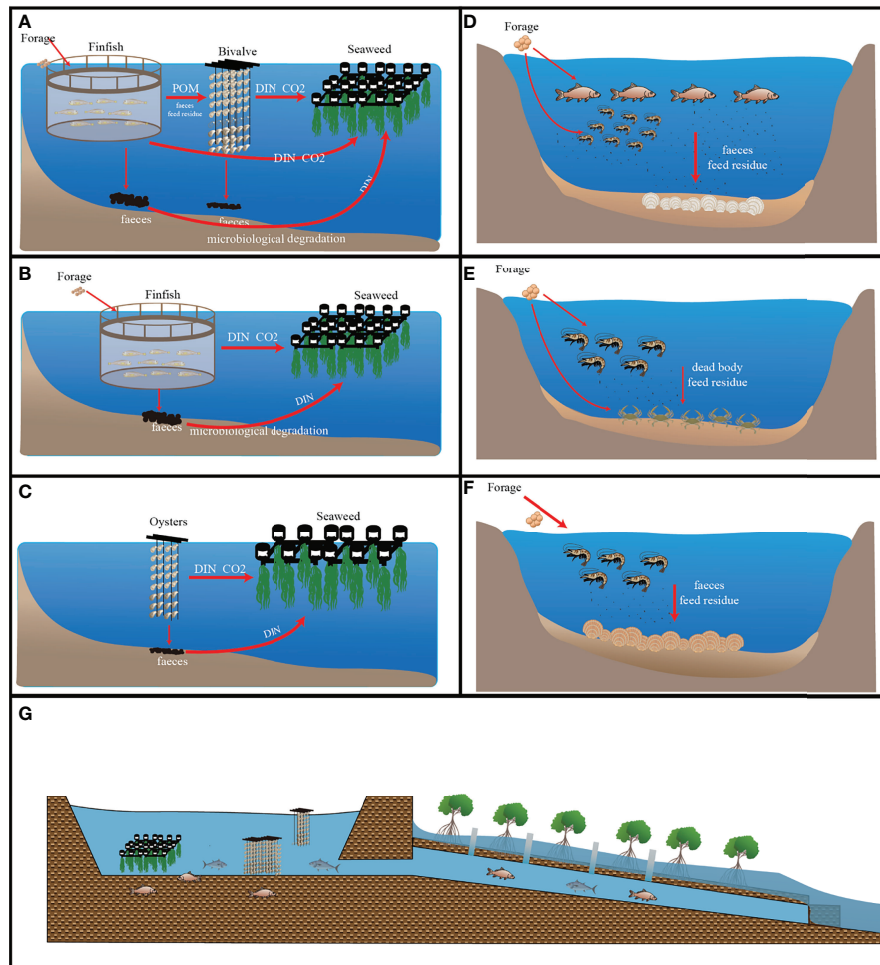 A
Forage
Finfish
Bivalve
Seaweed
POM
faeces
feed residue
DIN CO2
DIN CO2
DIN
faeces
faeces
microbiological degradation
B
Forage
Finfish
Seaweed
DIN CO2
DIN
faeces
microbiological degradation
C
Oysters
Seaweed
DIN CO2
DIN
faeces
D
Forage
faeces
feed residue
E
Forage
dead body
feed residue
F
Forage
faeces
feed residue
G